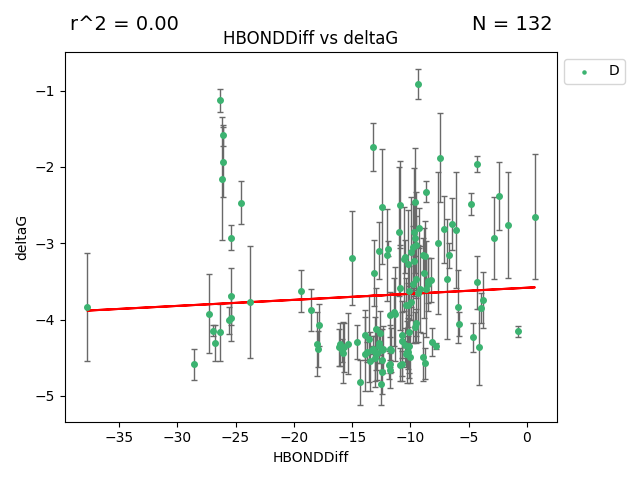 r^2 = 0.00 N = 132
HBONDDiff vs deltaG
D
deltaG
−1
−2
−3
−4
−5
−35 −30 −25 −20 −15 −10 −5 0
HBONDDiff